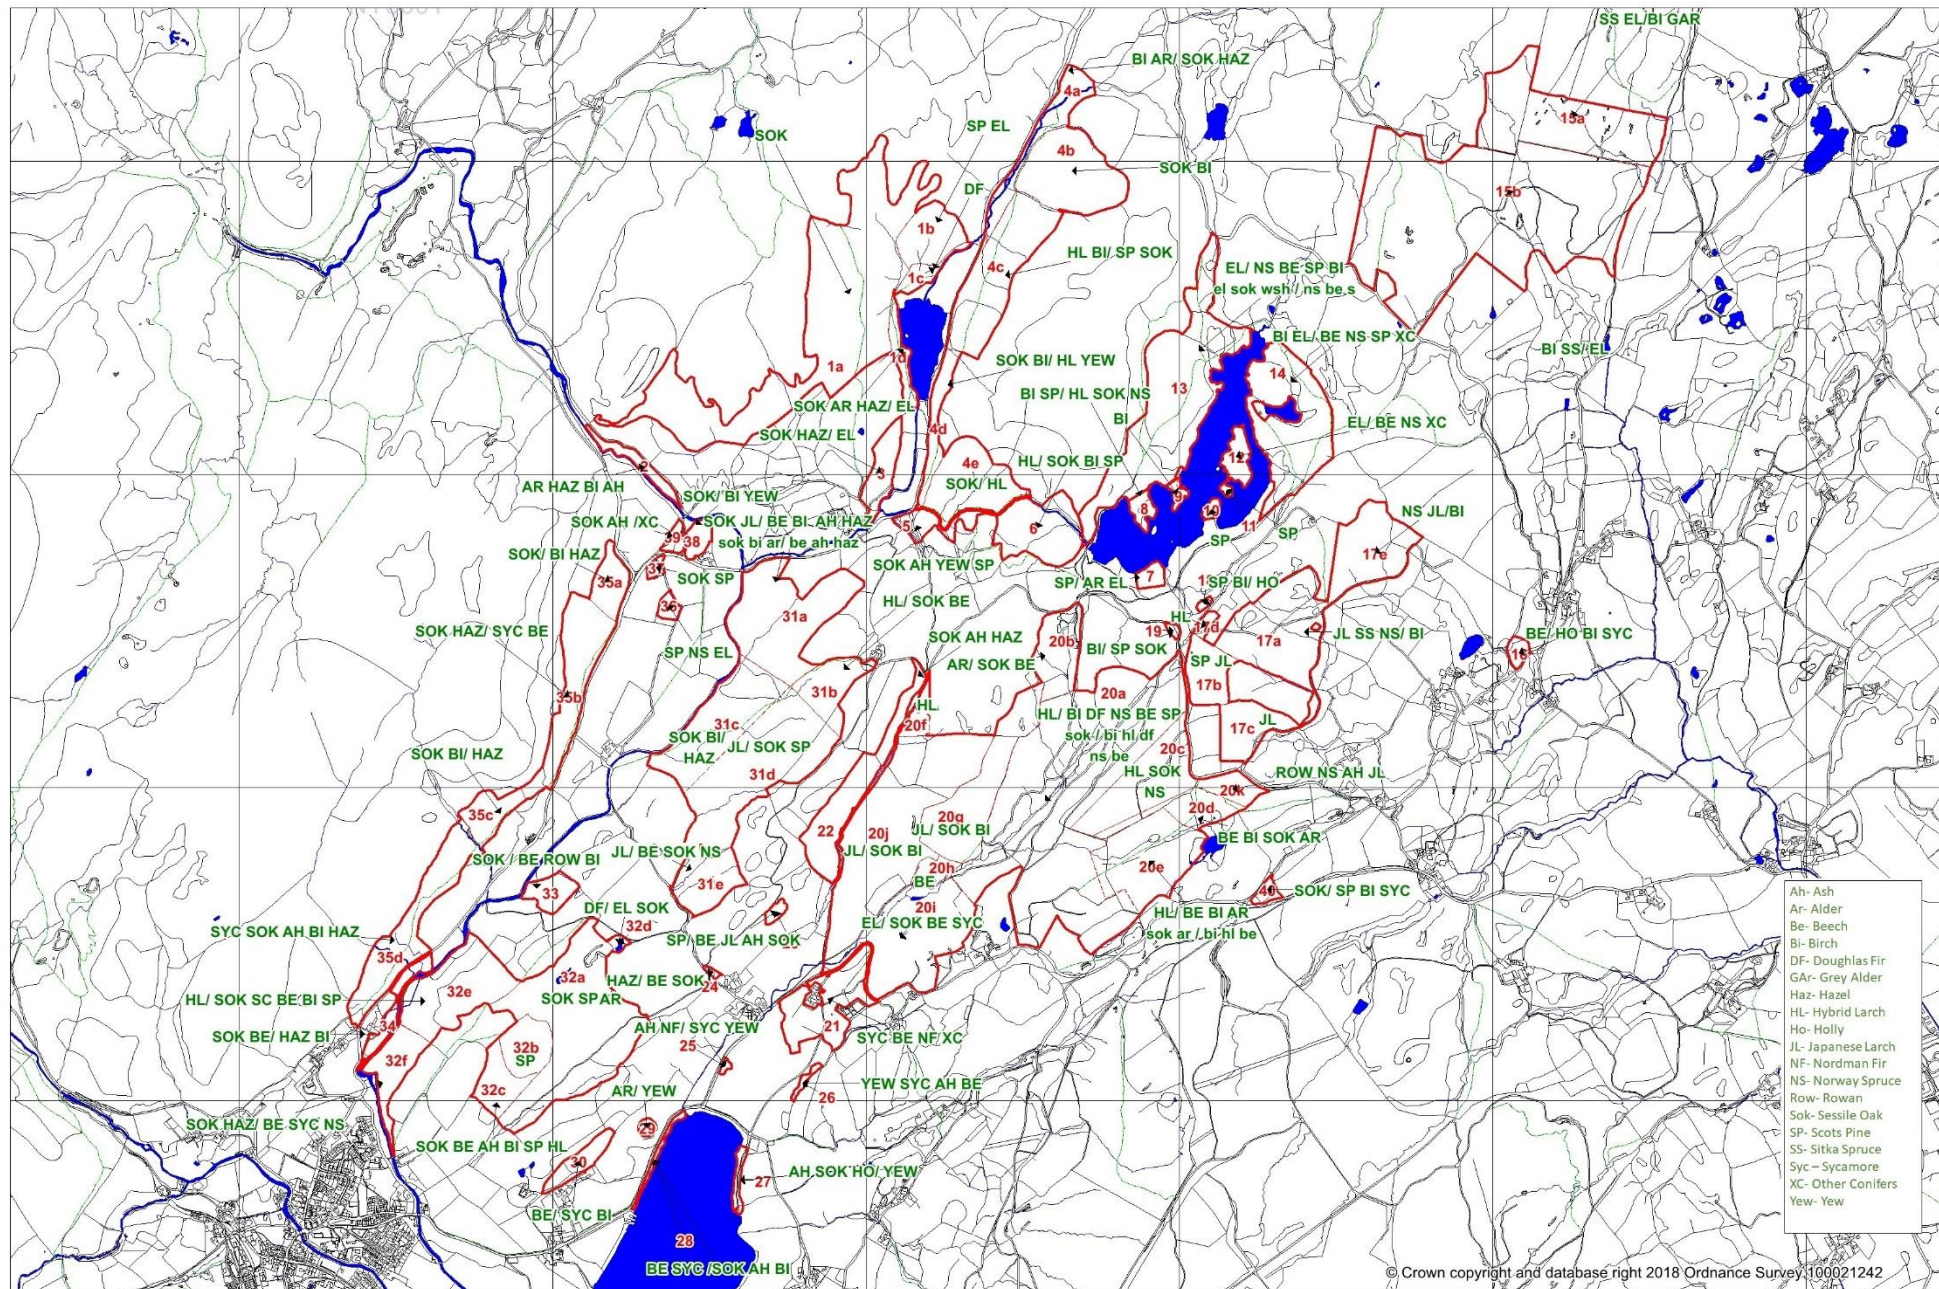 SS EL/BI GAR
BI AR/ SOK HAZ
4a
15a
SOK
SP EL
4b
SOK BI
DF
15b
1b
HL BI/ SP SOK
4c
1c
EL/ NS BE SP BI
el sok wsh / ns be s
BI EL/BE NS SP XC
BI SS/ EL
1d
1a
SOK BI/ HL YEW
14
13
BI SP/ HL SOK NS
BI
SOK AR HAZ/ EL
4d
EL/ BE NS XC
SOK HAZ/ EL
2
3
4e
HL/ SOK BI SP
12
SOK/ HL
AR HAZ BI AH
SOK/ BI YEW
9
8
10
NS JL/BI
SOK AH /XC
SOK JL/ BE BI AH HAZ
5
6
11
sok bi ar/ be ah haz
38
SP
SP
17e
SOK/ BI HAZ
SOK AH YEW SP
SOK SP
35a
SP/ AR EL
7
SP BI/ HO
HL/ SOK BE
31a
HL
19
17a
JL SS NS/ BI
BE/ HO BI SYC
SOK HAZ/ SYC BE
SOK AH HAZ
20b
BI/ SP SOK
SP NS EL
AR/ SOK BE
SP JL
35b
31b
20a
17b
HL
HL/ BI DF NS BE SP
JL
31c
20f
sok / bi hl df
17c
SOK BI/
HAZ
JL/ SOK SP
ns be
20c
SOK BI/ HAZ
31d
HL SOK
NS
ROW NS AH JL
20k
35c
22
20j
20g
JL/ SOK BI
20d
BE BI SOK AR
SOK / BE ROW BI
JL/ BE SOK NS
JL/ SOK BI
20h
20e
33
31e
BE
40
SOK/ SP BI SYC
Ah- Ash
Ar- Alder
Be- Beech
Bi- Birch
DF- Doughlas Fir
GAr- Grey Alder
Haz- Hazel
HL- Hybrid Larch
Ho- Holly
JL- Japanese Larch
NF- Nordman Fir
NS- Norway Spruce
Row- Rowan
Sok- Sessile Oak
SP- Scots Pine
SS- Sitka Spruce
Syc – Sycamore
XC- Other Conifers
Yew- Yew
DF/ EL SOK
20i
EL/ SOK BE SYC
HL/ BE BI AR
sok ar / bi hl be
SYC SOK AH BI HAZ
32d
SP/ BE JL AH SOK
35d
32a
HAZ/ BE SOK
24
32e
SOK SP AR
HL/ SOK SC BE BI SP
34
AH NF/ SYC YEW
21
SOK BE/ HAZ BI
25
SYC BE NF/XC
32b
SP
32f
32c
AR/ YEW
YEW SYC AH BE
26
SOK HAZ/ BE SYC NS
29
SOK BE AH BI SP HL
30
AH SOK HO/ YEW
27
BE/ SYC BI
28
BE SYC /SOK AH BI
© Crown copyright and database right 2018 Ordnance Survey 100021242